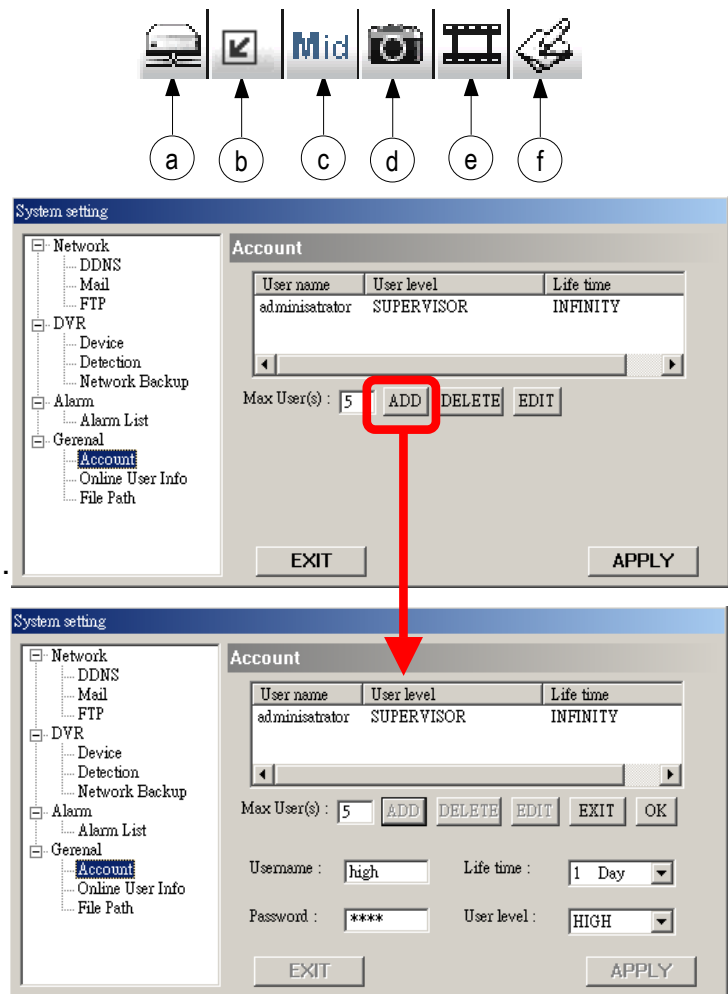 Mid
a b c d e f
System setting
Network
DDNS
Mail
FTP
DVR
Device
Detection
Network Backup
Alarm
Alarm List
Gerenal
Account
Online User Info
File Path
Account
User name User level Life time
adminisatrator SUPERVISOR INFINITY
Max User(s) : 5 ADD DELETE EDIT
EXIT APPLY
.
System setting
Network
DDNS
Mail
FTP
DVR
Device
Detection
Network Backup
Alarm
Alarm List
Gerenal
Account
Online User Info
File Path
Account
User name User level Life time
adminisatrator SUPERVISOR INFINITY
Max User(s) : 5 ADD DELETE EDIT EXIT OK
Username : high Life time : 1 Day
Password : **** User level : HIGH
EXIT APPLY